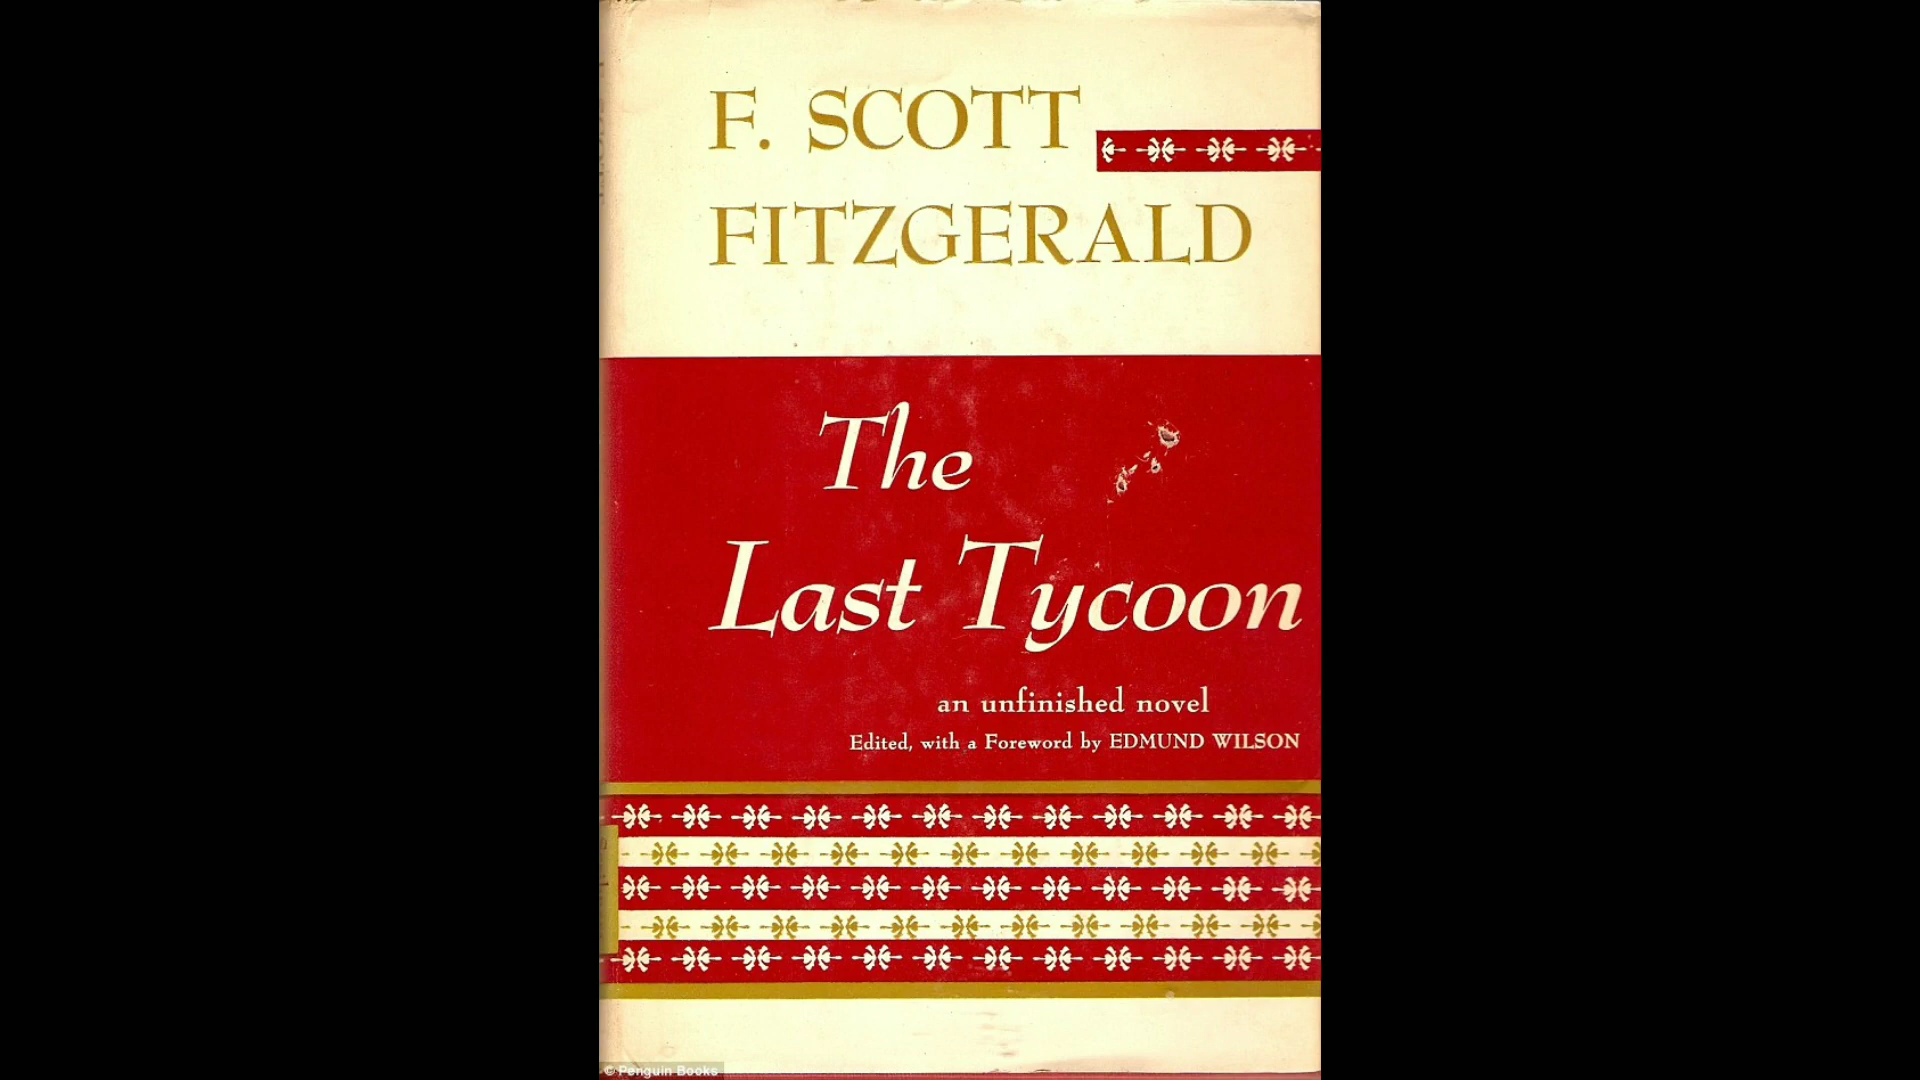 F. SCOTT
FITZGERALD
The
Last Tycoon
an unfinished novel
Edited, with a Foreword by EDMUND WILSON
© Penguin Books